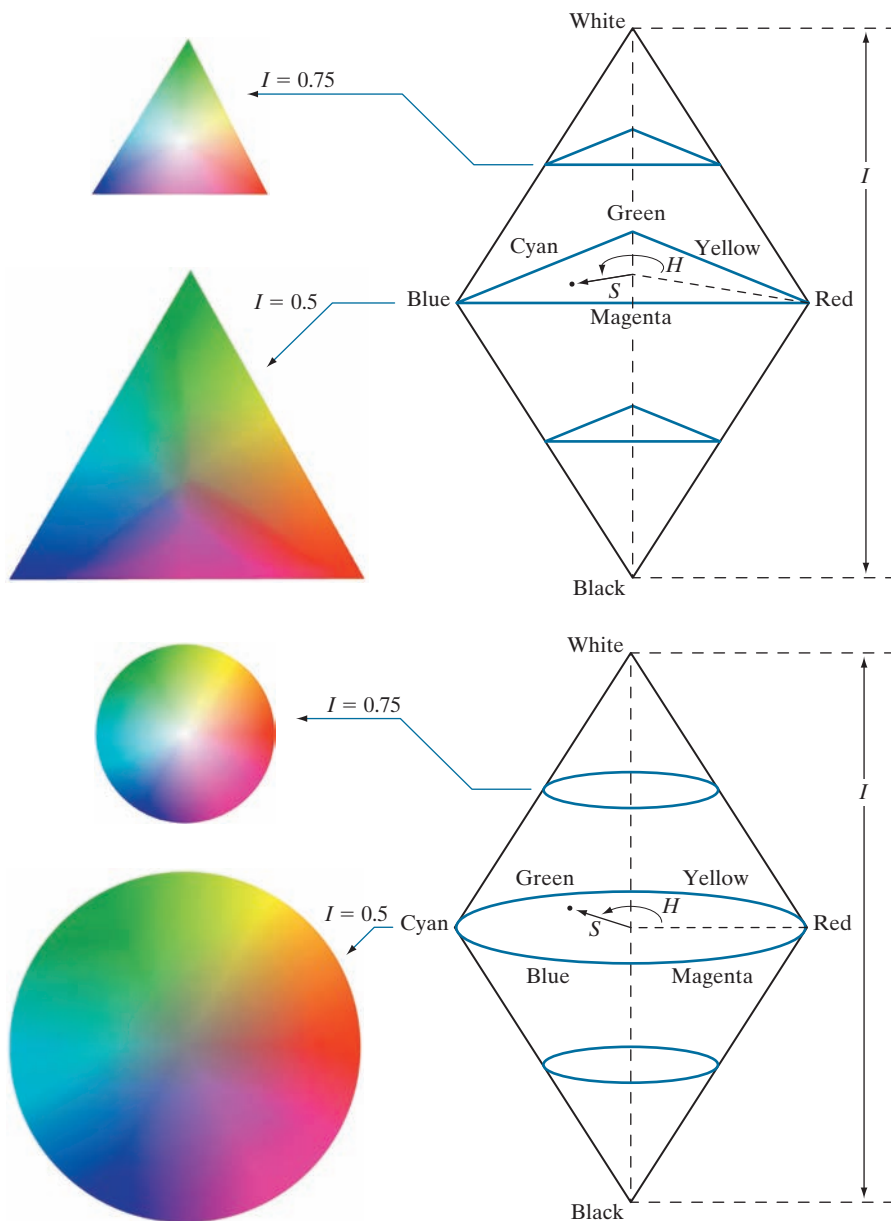 White
I = 0.75
I
Green
Cyan
Yellow
H
S
I = 0.5
Blue
Red
Magenta
Black
White
I = 0.75
I
Green
Yellow
H
I = 0.5
Cyan
S
Red
Blue
Magenta
Black